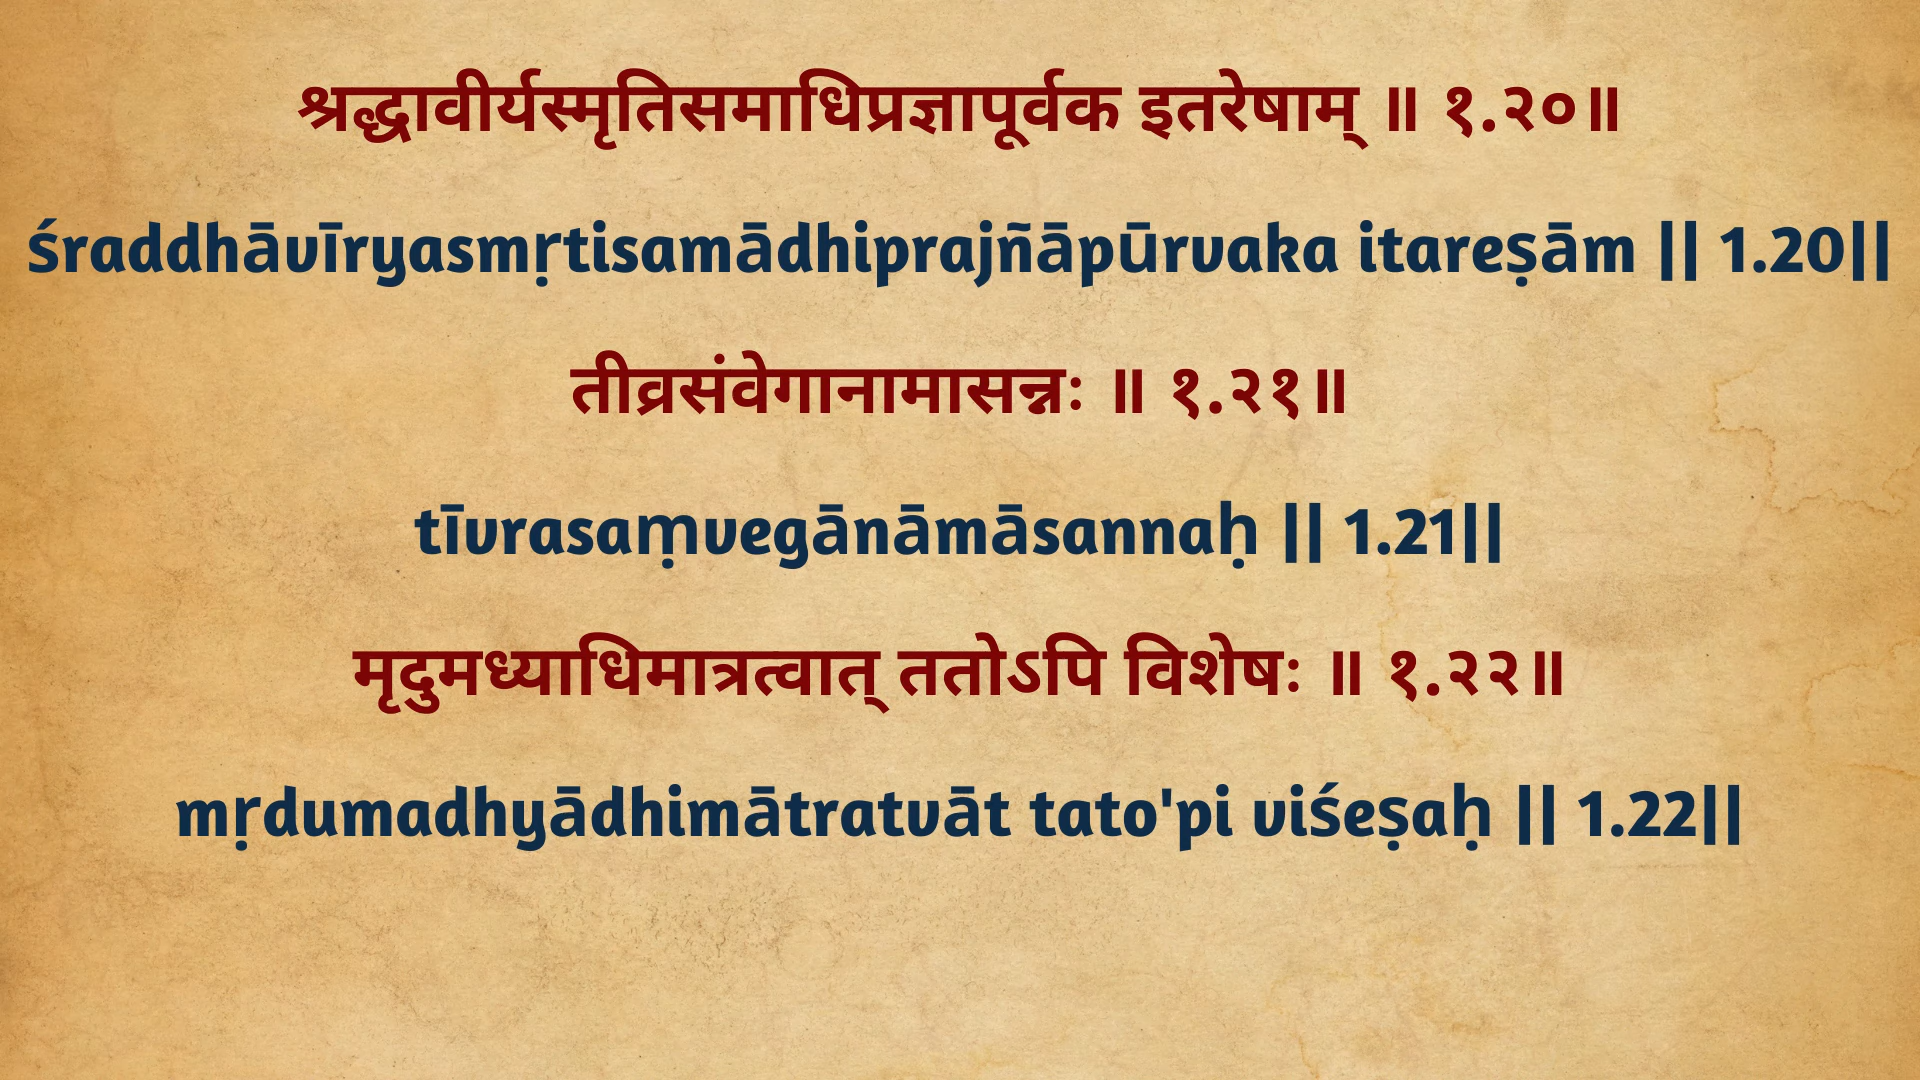 श्रद्धावीर्यस्मृतिसमाधिप्रज्ञापूर्वक इतरेषाम् ॥ १.२०॥
śraddhāvīryasmṛtisamādhiprajñāpūrvaka itareṣām || 1.20||
तीव्रसंवेगानामासन्नः ॥ १.२१॥
tīvrasaṃvegānāmāsannaḥ || 1.21||
मृदुमध्याधिमात्रत्वात् ततोऽपि विशेषः ॥ १.२२॥
mṛdumadhyādhimātratvāt tato'pi viśeṣaḥ || 1.22||